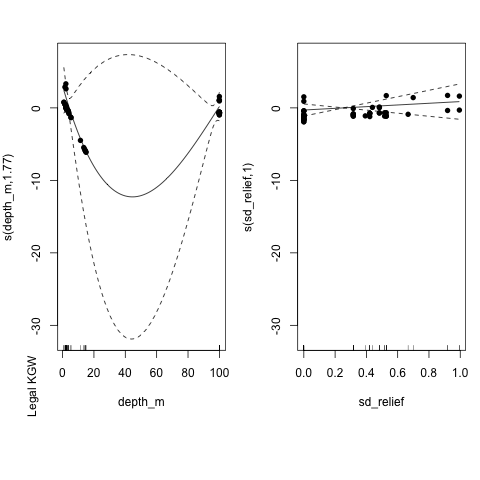 s(depth_m,1.77)
0
-10
-20
-30
0 20 40 60 80 100
depth_m
Legal KGW
s(sd_relief,1)
0
-10
-20
-30
0.0 0.2 0.4 0.6 0.8 1.0
sd_relief